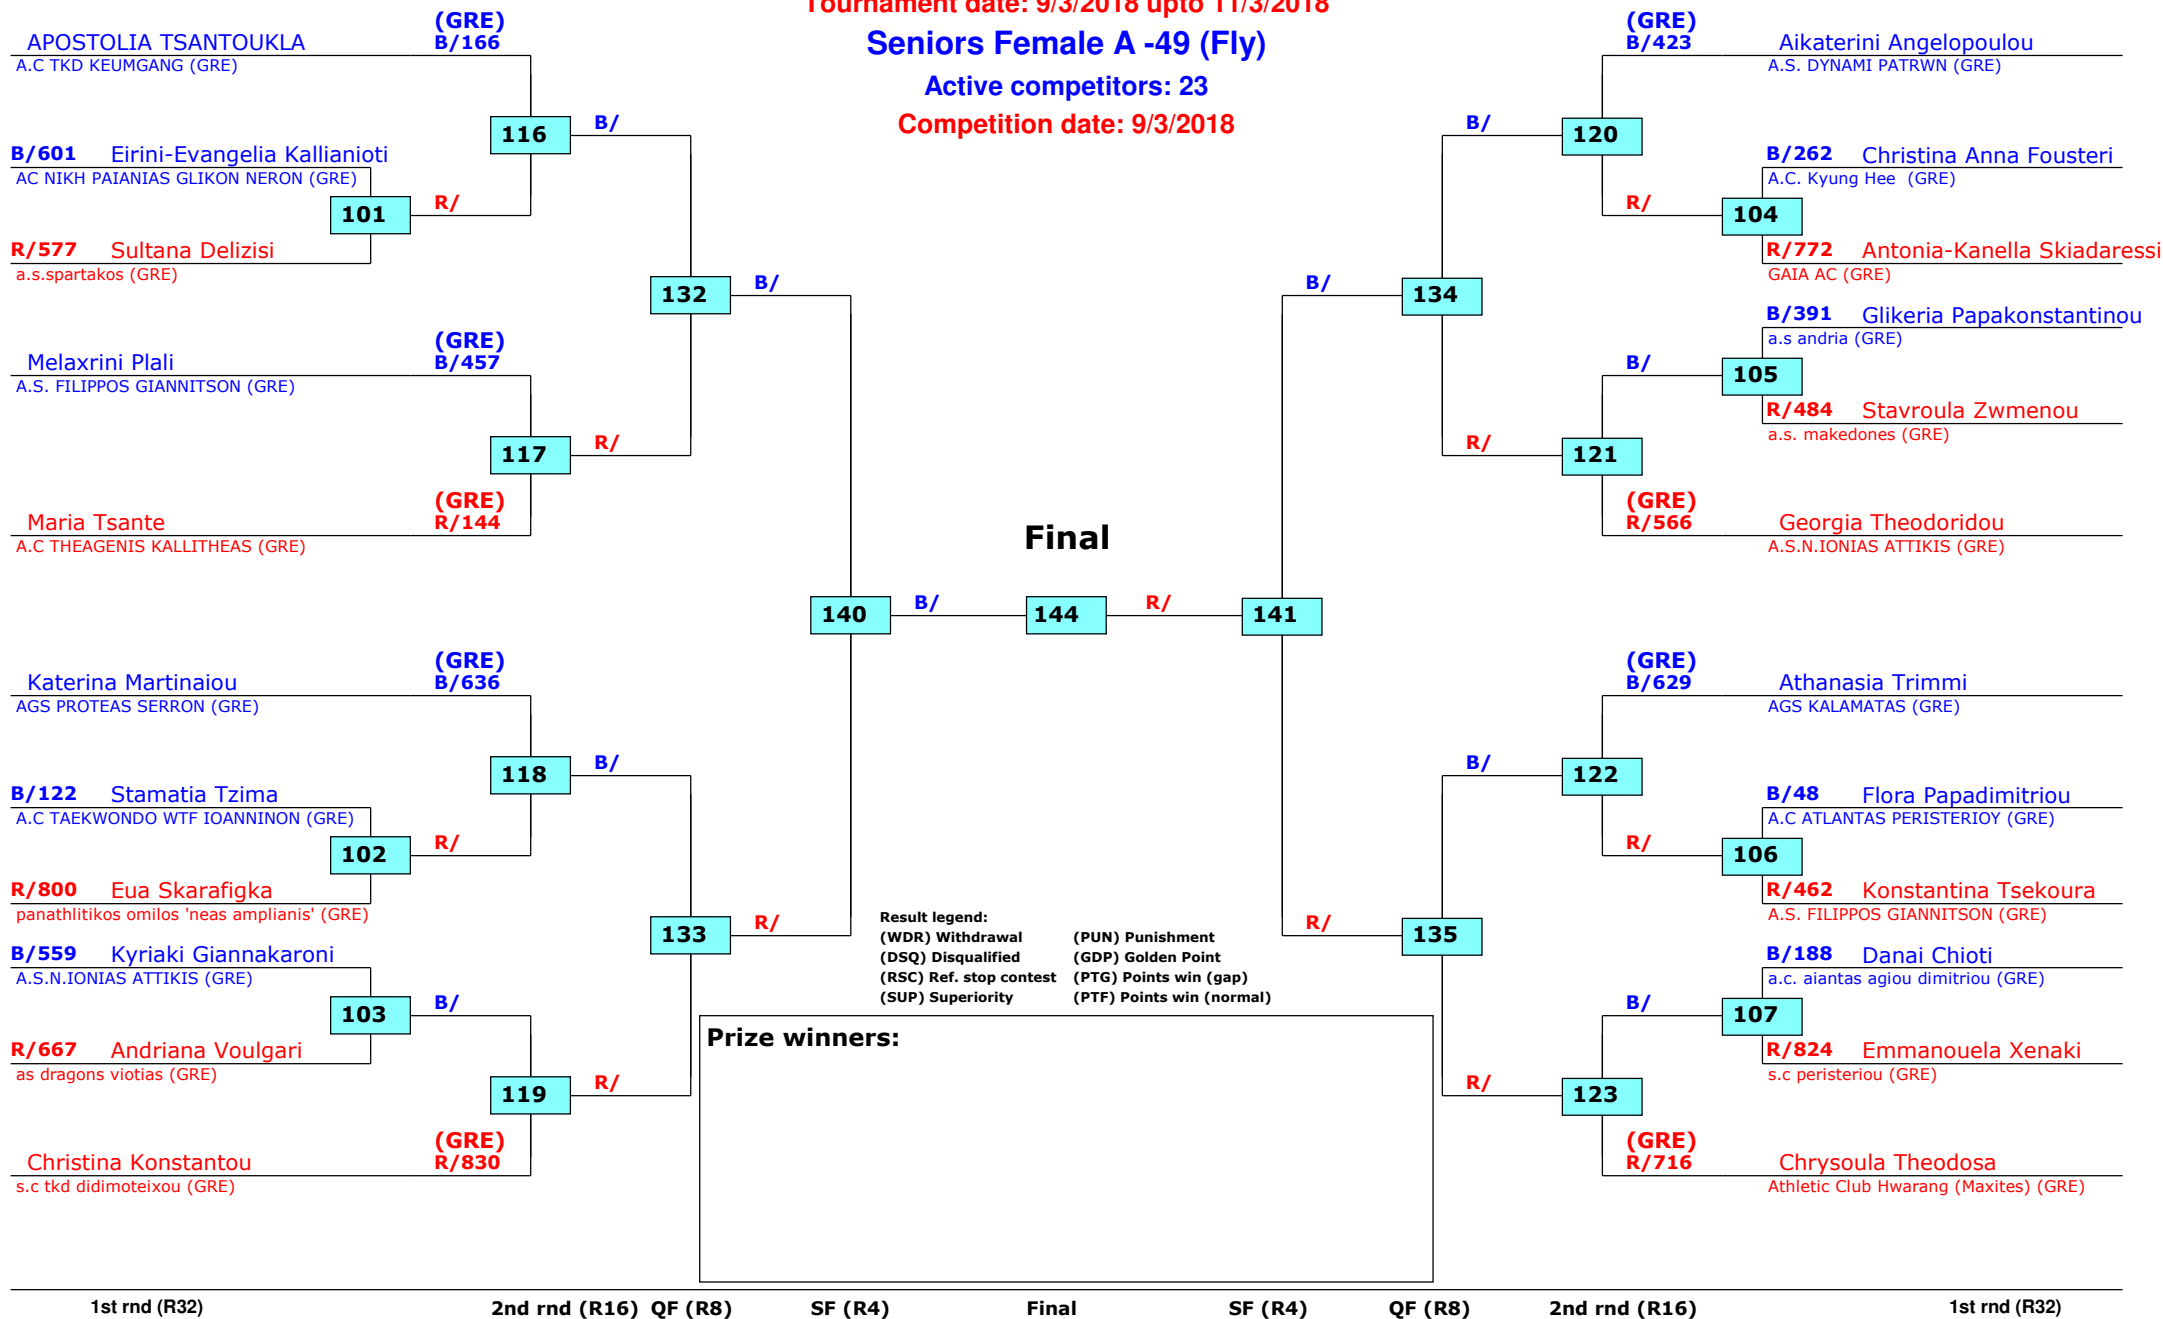 Tournament date: 9/3/2018 upto 11/3/2018
Seniors Female A -49 (Fly)
Active competitors: 23
Competition date: 9/3/2018
(GRE)
APOSTOLIA TSANTOUKLA B/166
A.C TKD KEUMGANG (GRE)
116 B/
B/601 Eirini-Evangelia Kallianioti
AC NIKH PAIANIAS GLIKON NERON (GRE)
101 R/
R/577 Sultana Delizisi
a.s.spartakos (GRE)
132 B/
(GRE)
Melaxrini Plali B/457
A.S. FILIPPOS GIANNITSON (GRE)
117 R/
(GRE)
Maria Tsante R/144
A.C THEAGENIS KALLITHEAS (GRE)
140 B/
(GRE)
Katerina Martinaiou B/636
AGS PROTEAS SERRON (GRE)
118 B/
B/122 Stamatia Tzima
A.C TAEKWONDO WTF IOANNINON (GRE)
102 R/
R/800 Eua Skarafigka
panathlitikos omilos 'neas amplianis' (GRE)
133 R/
B/559 Kyriaki Giannakaroni
A.S.N.IONIAS ATTIKIS (GRE)
103 B/
R/667 Andriana Voulgari
as dragons viotias (GRE)
119 R/
(GRE)
Christina Konstantou R/830
s.c tkd didimoteixou (GRE)
Final
144
(GRE)
B/423 Aikaterini Angelopoulou
A.S. DYNAMI PATRWN (GRE)
B/ 120
B/262 Christina Anna Fousteri
A.C. Kyung Hee (GRE)
R/ 104
R/772 Antonia-Kanella Skiadaressi
GAIA AC (GRE)
B/ 134
B/391 Glikeria Papakonstantinou
a.s andria (GRE)
B/ 105
R/484 Stavroula Zwmenou
a.s. makedones (GRE)
R/ 121
(GRE)
R/566 Georgia Theodoridou
A.S.N.IONIAS ATTIKIS (GRE)
R/ 141
(GRE)
B/629 Athanasia Trimmi
AGS KALAMATAS (GRE)
B/ 122
B/48 Flora Papadimitriou
A.C ATLANTAS PERISTERIOY (GRE)
R/ 106
R/462 Konstantina Tsekoura
A.S. FILIPPOS GIANNITSON (GRE)
R/ 135
B/188 Danai Chioti
a.c. aiantas agiou dimitriou (GRE)
B/ 107
R/824 Emmanouela Xenaki
s.c peristeriou (GRE)
R/ 123
(GRE)
R/716 Chrysoula Theodosa
Athletic Club Hwarang (Maxites) (GRE)
Result legend:
(WDR) Withdrawal (PUN) Punishment
(DSQ) Disqualified (GDP) Golden Point
(RSC) Ref. stop contest (PTG) Points win (gap)
(SUP) Superiority (PTF) Points win (normal)
Prize winners:
1st rnd (R32) 2nd rnd (R16) QF (R8) SF (R4) Final SF (R4) QF (R8) 2nd rnd (R16) 1st rnd (R32)